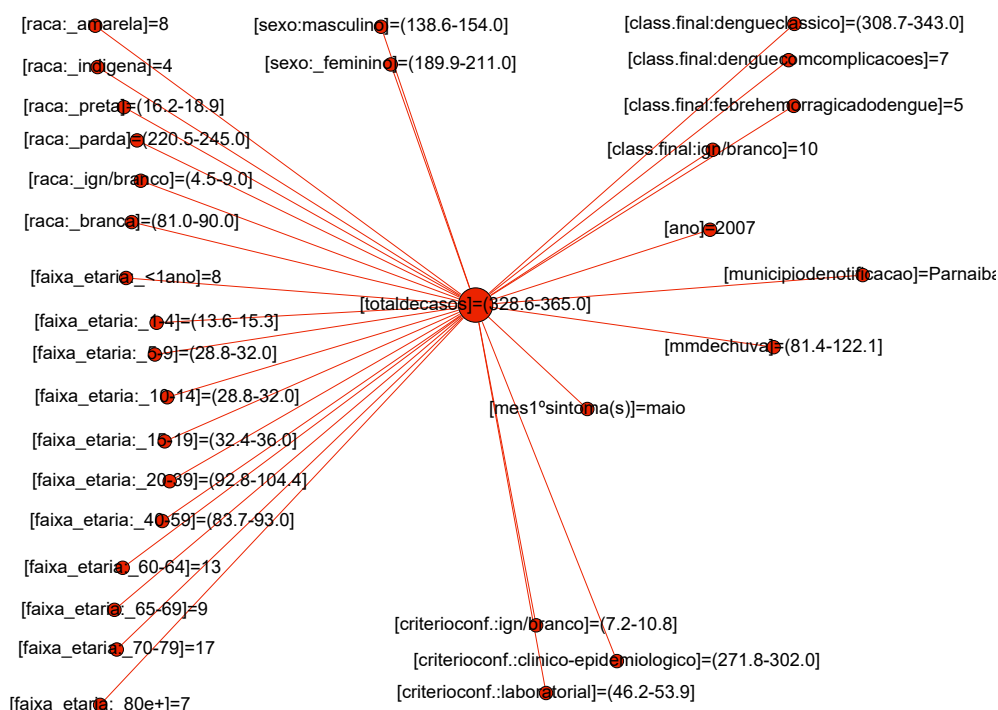 [raca:_amarela]=8
[raca:_indigena]=4
[raca:_preta]=(16.2-18.9]
[raca:_parda]=(220.5-245.0]
[raca:_ign/branco]=(4.5-9.0]
[raca:_branca]=(81.0-90.0]
[faixa_etaria:_<1ano]=8
[faixa_etaria:_1-4]=(13.6-15.3]
[faixa_etaria:_5-9]=(28.8-32.0]
[faixa_etaria:_10-14]=(28.8-32.0]
[faixa_etaria:_15-19]=(32.4-36.0]
[faixa_etaria:_20-39]=(92.8-104.4]
[faixa_etaria:_40-59]=(83.7-93.0]
[faixa_etaria:_60-64]=13
[faixa_etaria:_65-69]=9
[faixa_etaria:_70-79]=17
[faixa_etaria:_80e+]=7
[sexo:masculino]=(138.6-154.0]
[sexo:_feminino]=(189.9-211.0]
[totaldecasos]=(328.6-365.0]
[class.final:dengueclassico]=(308.7-343.0]
[class.final:denguecomcomplicacoes]=7
[class.final:febrehemorragicadodengue]=5
[class.final:ign/branco]=10
[ano]=2007
[municipiodenotificacao]=Parnaiba
[mmdechuva]=(81.4-122.1]
[mes1ºsintoma(s)]=maio
[criterioconf.:ign/branco]=(7.2-10.8]
[criterioconf.:clinico-epidemiologico]=(271.8-302.0]
[criterioconf.:laboratorial]=(46.2-53.9]